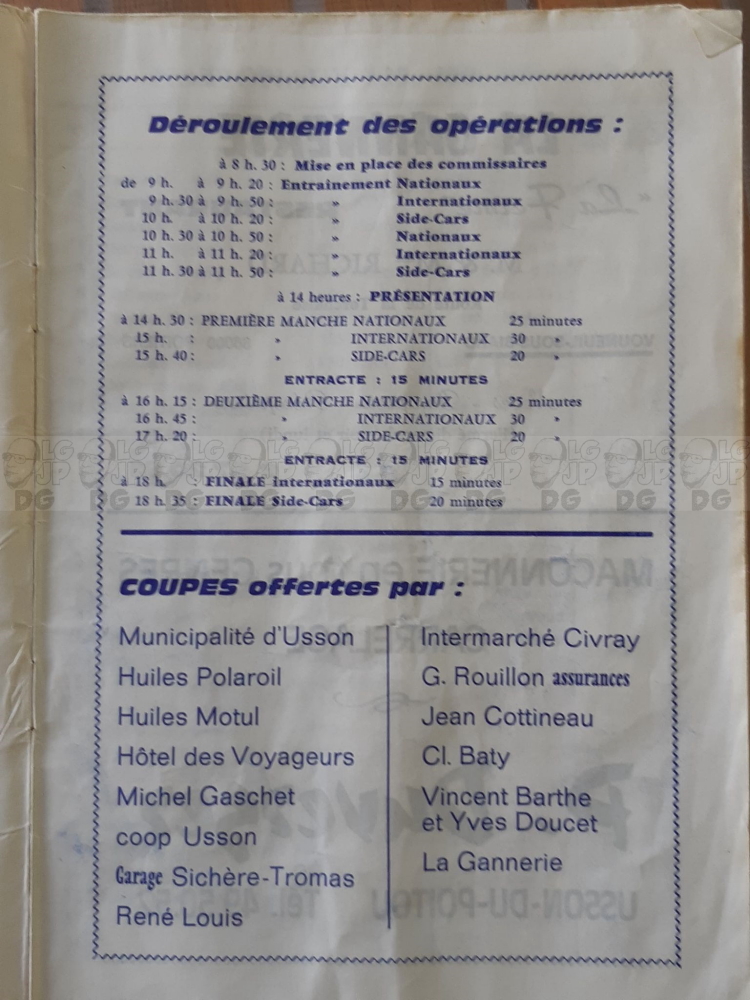 Déroulement des opérations :
à 8 h. 30 : Mise en place des commissaires
de 9 h. à 9 h. 20 : Entrainement Nationaux
9 h. 30 à 9 h. 50 : » Internationaux
10 h. à 10 h. 20 : » Side-Cars
10 h. 30 à 10 h. 50 : » Nationaux
11 h. à 11 h. 20 : » Internationaux
11 h. 30 à 11 h. 50 : » Side-Cars
à 14 heures : PRÉSENTATION
à 14 h. 30 : PREMIÈRE MANCHE NATIONAUX 25 minutes
15 h. : » INTERNATIONAUX 30 »
15 h. 40 : » SIDE-CARS 20 »
ENTRACTE : 15 MINUTES
à 16 h. 15 : DEUXIÈME MANCHE NATIONAUX 25 minutes
16 h. 45 : » INTERNATIONAUX 30 »
17 h. 20 : » SIDE-CARS 20 »
ENTRACTE : 15 MINUTES
à 18 h. : FINALE internationaux 15 minutes
18 h. 35 : FINALE Side-Cars 20 minutes
COUPES offertes par :
Municipalité d'Usson
Huiles Polaroil
Huiles Motul
Hôtel des Voyageurs
Michel Gaschet
coop Usson
Garage Sichère-Tromas
René Louis
Intermarché Civray
G. Rouillon assurances
Jean Cottineau
Cl. Baty
Vincent Barthe
et Yves Doucet
La Gannerie